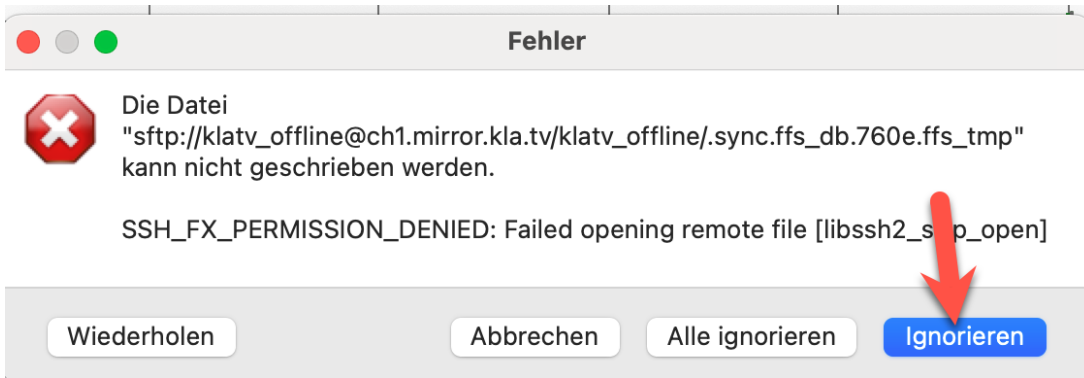 Fehler
Die Datei
"sftp://klatv_offline@ch1.mirror.kla.tv/klatv_offline/.sync.ffs_db.760e.ffs_tmp"
kann nicht geschrieben werden.
SSH_FX_PERMISSION_DENIED: Failed opening remote file [libssh2_sftp_open]
Wiederholen
Abbrechen
Alle ignorieren
Ignorieren